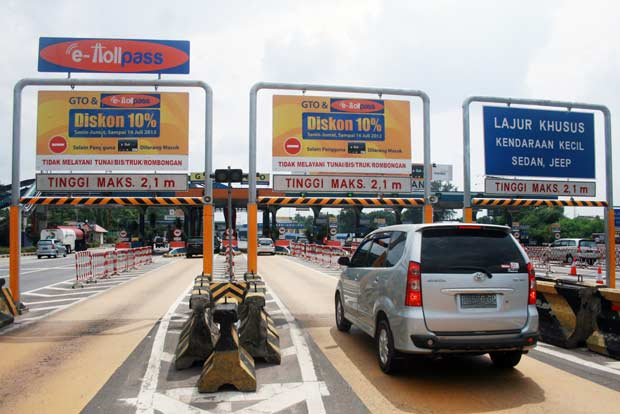 e-Tollpass
GTO & e-Tollpass
Diskon 10%
Senin-Jumat, Sampai 16 Juli 2012
Selain Pengguna e-Tollpass Dilarang Masuk
TIDAK MELAYANI TUNAI/BIS/TRUK/ROMBONGAN
TINGGI MAKS. 2,1 m
GTO & e-Tollpass
Diskon 10%
Senin-Jumat, Sampai 16 Juli 2012
Selain Pengguna e-Tollpass Dilarang Masuk
TIDAK MELAYANI TUNAI/BIS/TRUK/ROMBONGAN
TINGGI MAKS. 2,1 m
LAJUR KHUSUS
KENDARAAN KECIL
SEDAN, JEEP
TINGGI MAKS. 2,1 m